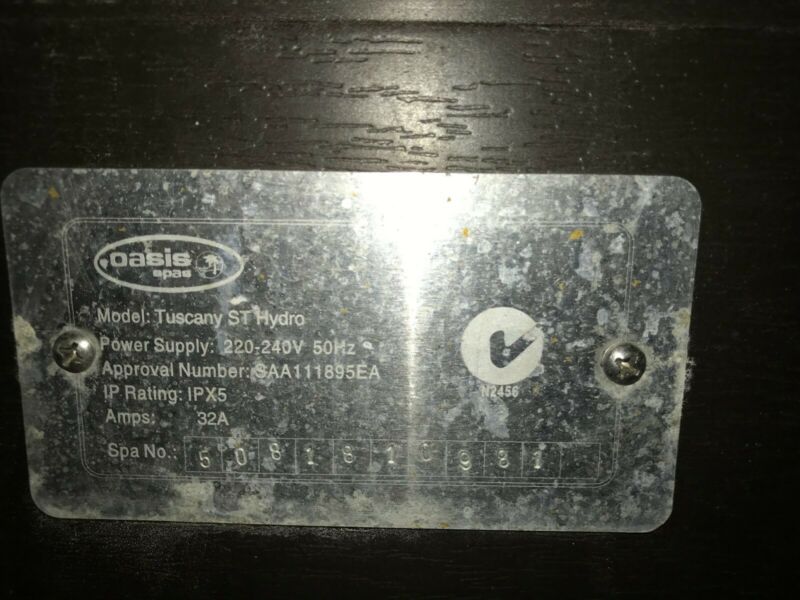 oasis
spas
Model: Tuscany ST Hydro
Power Supply: 220-240V 50Hz
Approval Number: SAA111895EA
IP Rating: IPX5
Amps: 32A
N2456
Spa No.: